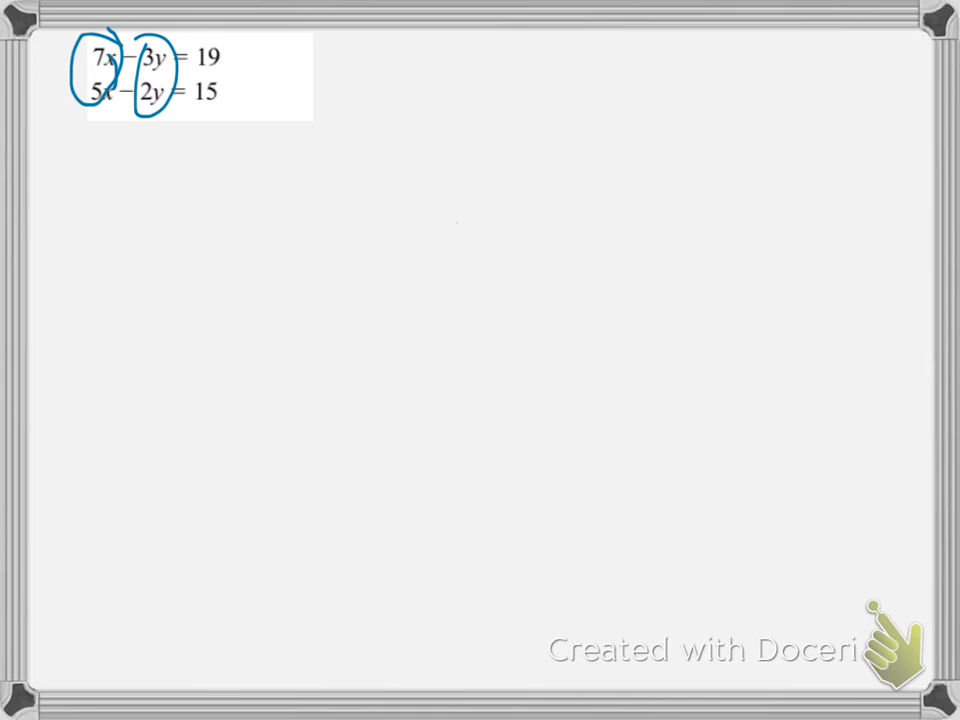 7x − 3y = 19
5x − 2y = 15
Created with Doceri